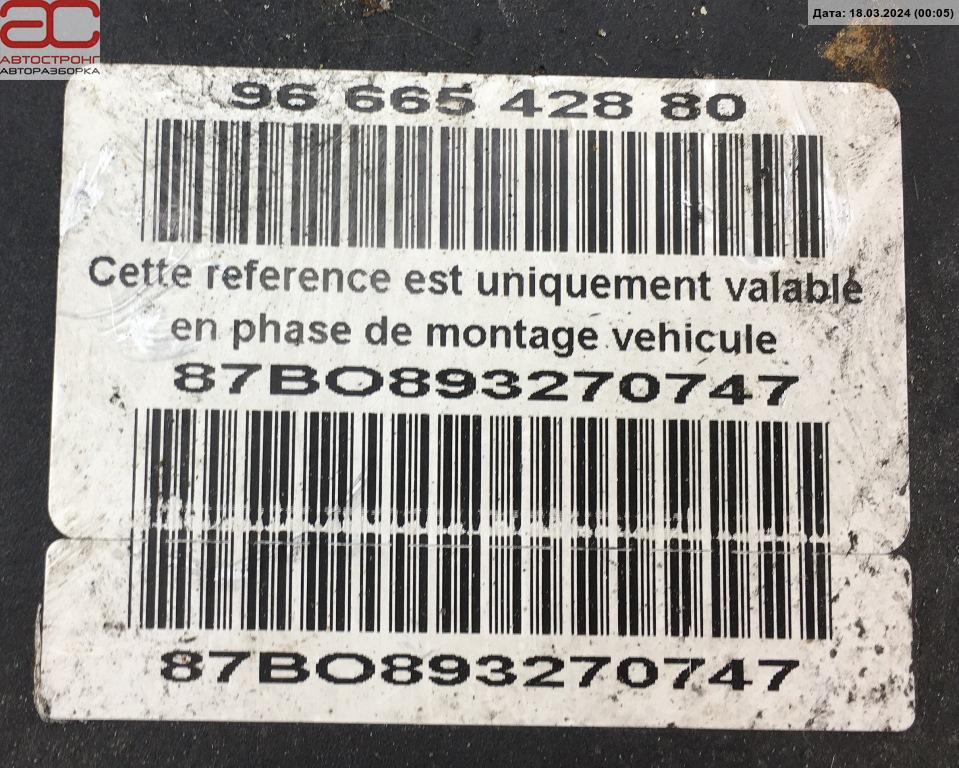 ac
АВТОСТРОНГ
АВТОРАЗБОРКА
Дата: 18.03.2024 (00:05)
96 665 428 80
Cette reference est uniquement valable
en phase de montage vehicule
87BO893270747
87BO893270747